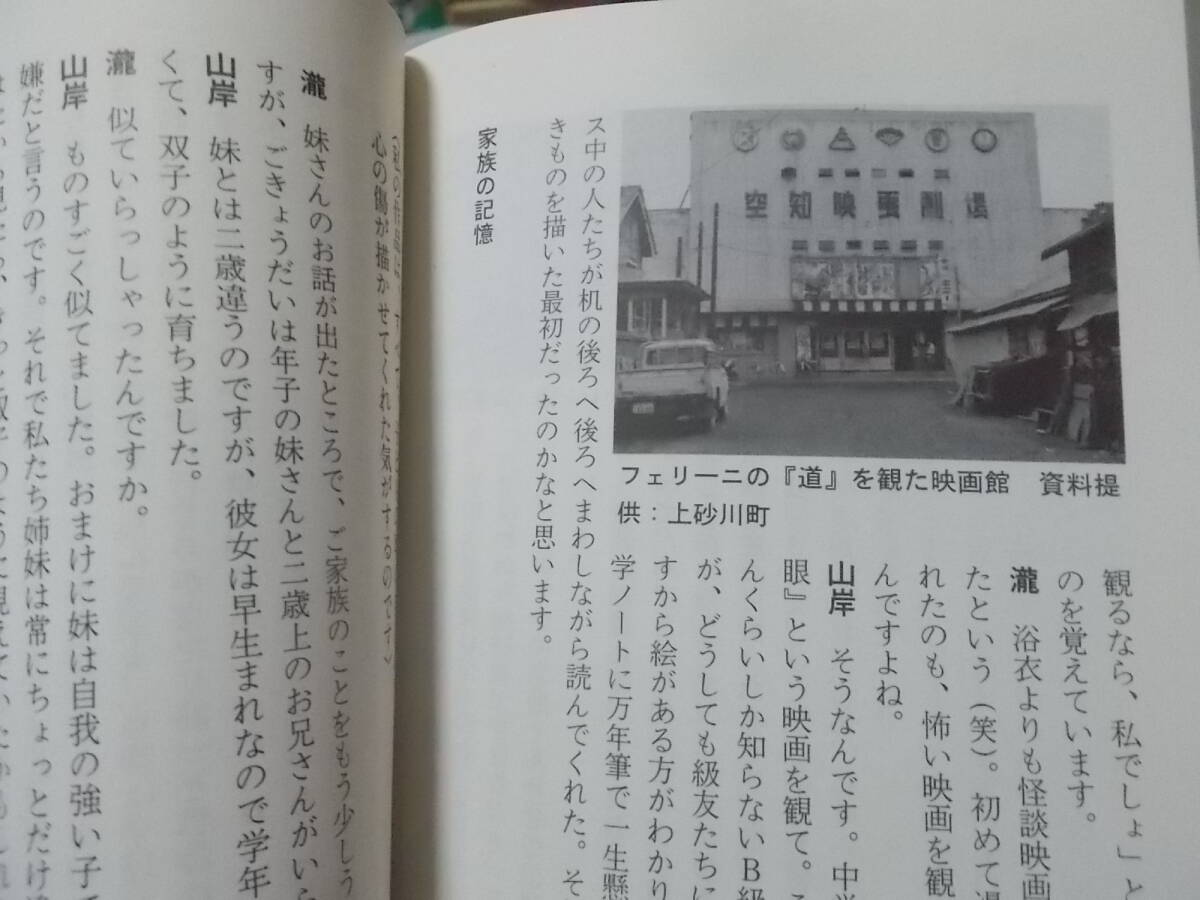 観るなら、私でしょ」と
のを覚えています。
瀧　浴衣よりも怪談映画
たという（笑）。初めて漫
れたのも、怖い映画を観
んですよね。
山岸　そうなんです。中学
眼』という映画を観て。
んくらいしか知らないB級
が、どうしても級友たちに
すから絵がある方がわかり
学ノートに万年筆で一生懸
ス中の人たちが机の後ろへ後ろへまわしながら読んでくれた。そ
きものを描いた最初だったのかなと思います。
空知映画劇場
フェリーニの『道』を観た映画館　資料提
供：上砂川町
家族の記憶
心の傷が描かせてくれた気がするのです〉
瀧　妹さんのお話が出たところで、ご家族のことをもう少しう
すが、ごきょうだいは年子の妹さんと二歳上のお兄さんがいら
山岸　妹とは二歳違うのですが、彼女は早生まれなので学年
くて、双子のように育ちました。
瀧　似ていらっしゃったんですか。
山岸　ものすごく似てました。おまけに妹は自我の強い子で
嫌だと言うのです。それで私たち姉妹は常にちょっとだけ